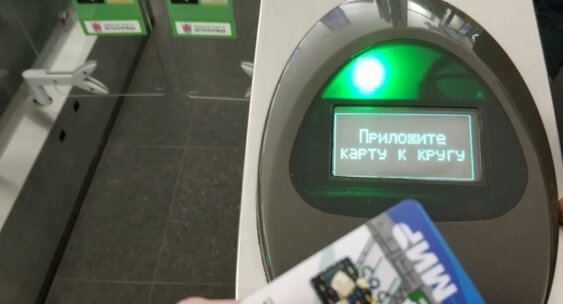 Приложите
карту к кругу
МИР